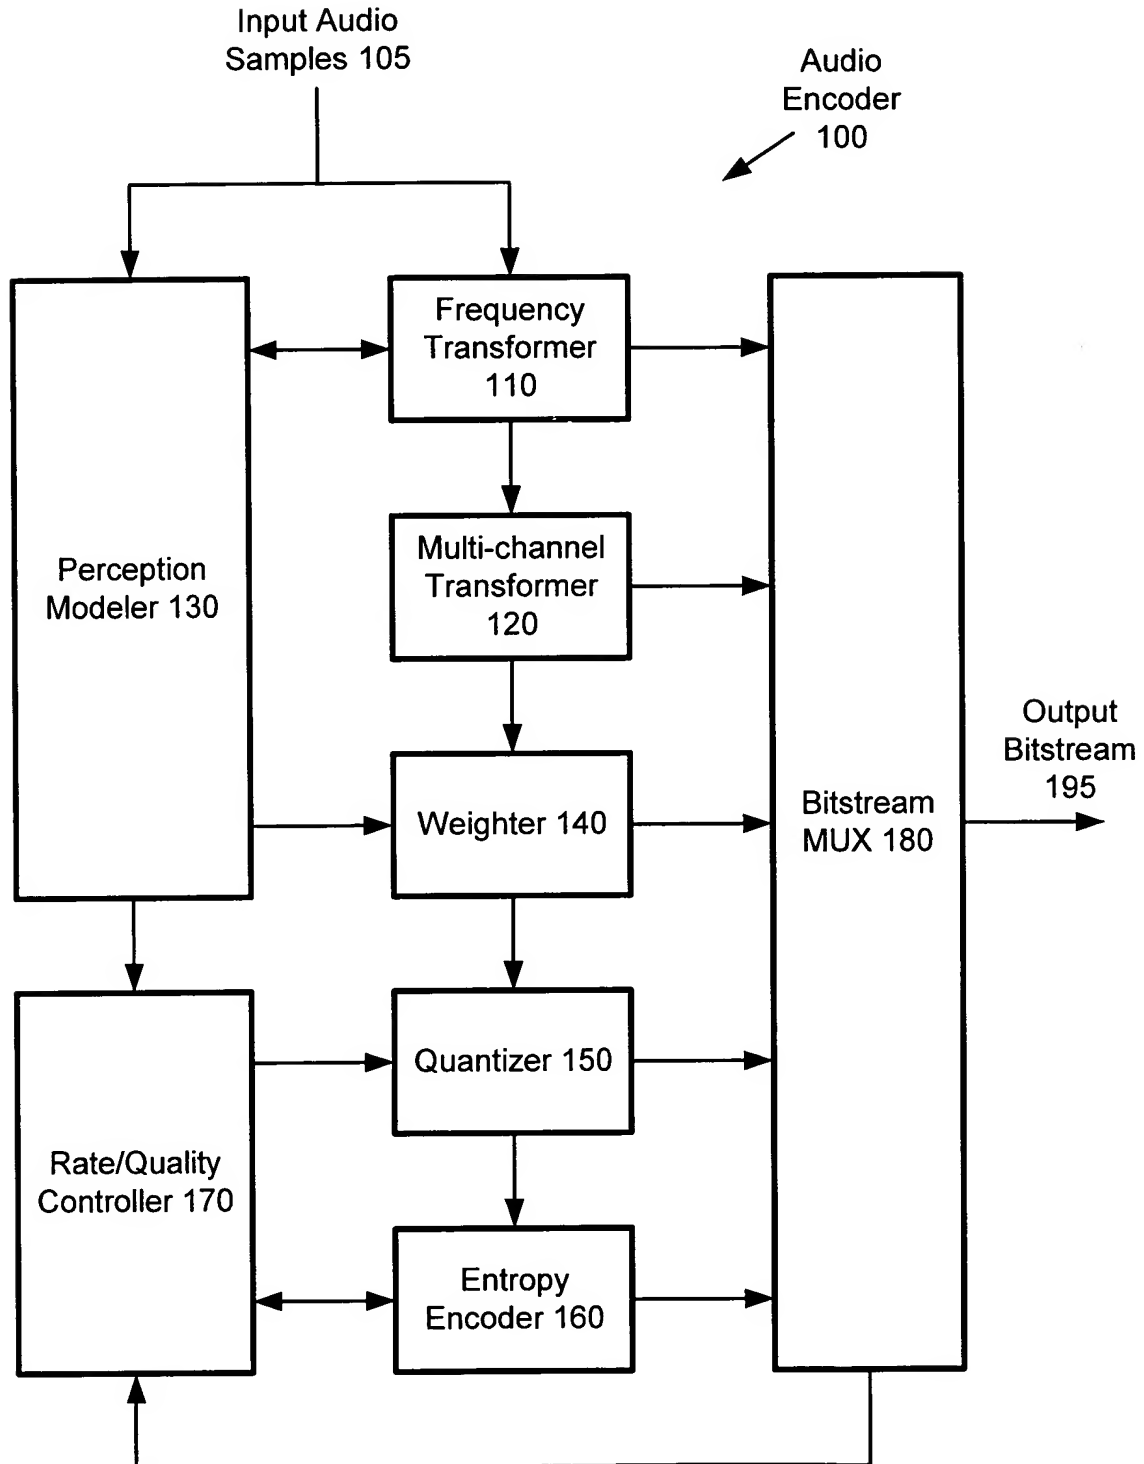 Input Audio
Samples 105
Audio
Encoder
100
Frequency
Transformer
110
Multi-channel
Transformer
120
Perception
Modeler 130
Output
Bitstream
195
Weighter 140
Bitstream
MUX 180
Quantizer 150
Rate/Quality
Controller 170
Entropy
Encoder 160